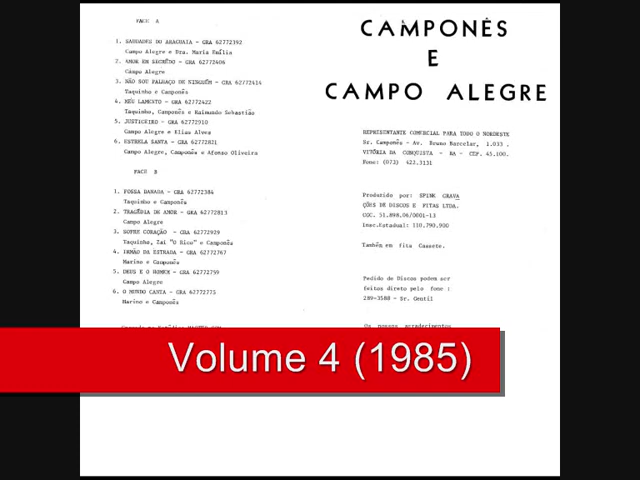 FACE A
1. SAUDADES DO ARAGUAIA - GRA 62772392
Campo Alegre e Dra. Maria Emília
2. AMOR EM SEGRÊDO - GRA 62772406
Campo Alegre
3. NÃO SOU PALHAÇO DE NINGUÉM - GRA 62772414
Taquinho e Camponês
4. MEU LAMENTO - GRA 62772422
Taquinho, Camponês e Raimundo Sebastião
5. JUSTICEIRO - GRA 62772910
Campo Alegre e Elias Alves
6. ESTRELA SANTA - GRA 62772821
Campo Alegre, Camponês e Afonso Oliveira
FACE B
1. FOSSA DANADA - GRA 62772384
Taquinho e Camponês
2. TRAGÉDIA DE AMOR - GRA 62772813
Campo Alegre
3. SOFRE CORAÇÃO - GRA 62772929
Taquinho, Zai "O Rico" e Camponês
4. IRMÃO DA ESTRADA - GRA 62772767
Marino e Camponês
5. DEUS E O HOMEM - GRA 62772759
Campo Alegre
6. O MUNDO CANTA - GRA 62772775
Marino e Camponês
CAMPONÊS
E
CAMPO ALEGRE
REPRESENTANTE COMERCIAL PARA TODO O NORDESTE
Sr. Camponês - Av. Bruno Barcelar, 1.033 -
VITÓRIA DA CONQUISTA - BA - CEP. 45.100.
Fone: (073) 422.3131
Produzido por: SPINK GRAVA
ÇÕES DE DISCOS E FITAS LTDA.
CGC. 51.898.06/0001-13
Insc.Estadual: 110.790.900
Também em fita Cassete.
Pedido de Discos podem ser
feitos direto pelo fone :
289-3588 - Sr. Gentil
Os nossos agradecimentos
Volume 4 (1985)